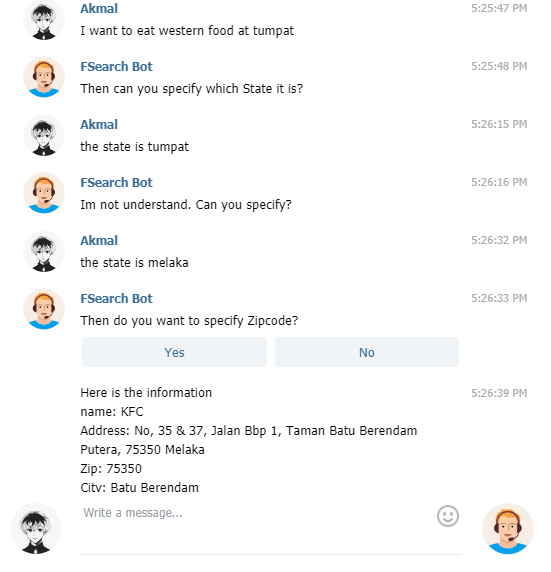 Akmal 5:25:47 PM
I want to eat western food at tumpat
FSearch Bot 5:25:48 PM
Then can you specify which State it is?
Akmal 5:26:15 PM
the state is tumpat
FSearch Bot 5:26:16 PM
Im not understand. Can you specify?
Akmal 5:26:32 PM
the state is melaka
FSearch Bot 5:26:33 PM
Then do you want to specify Zipcode?
Yes No
Here is the information 5:26:39 PM
name: KFC
Address: No, 35 & 37, Jalan Bbp 1, Taman Batu Berendam
Putera, 75350 Melaka
Zip: 75350
City: Batu Berendam
Write a message...